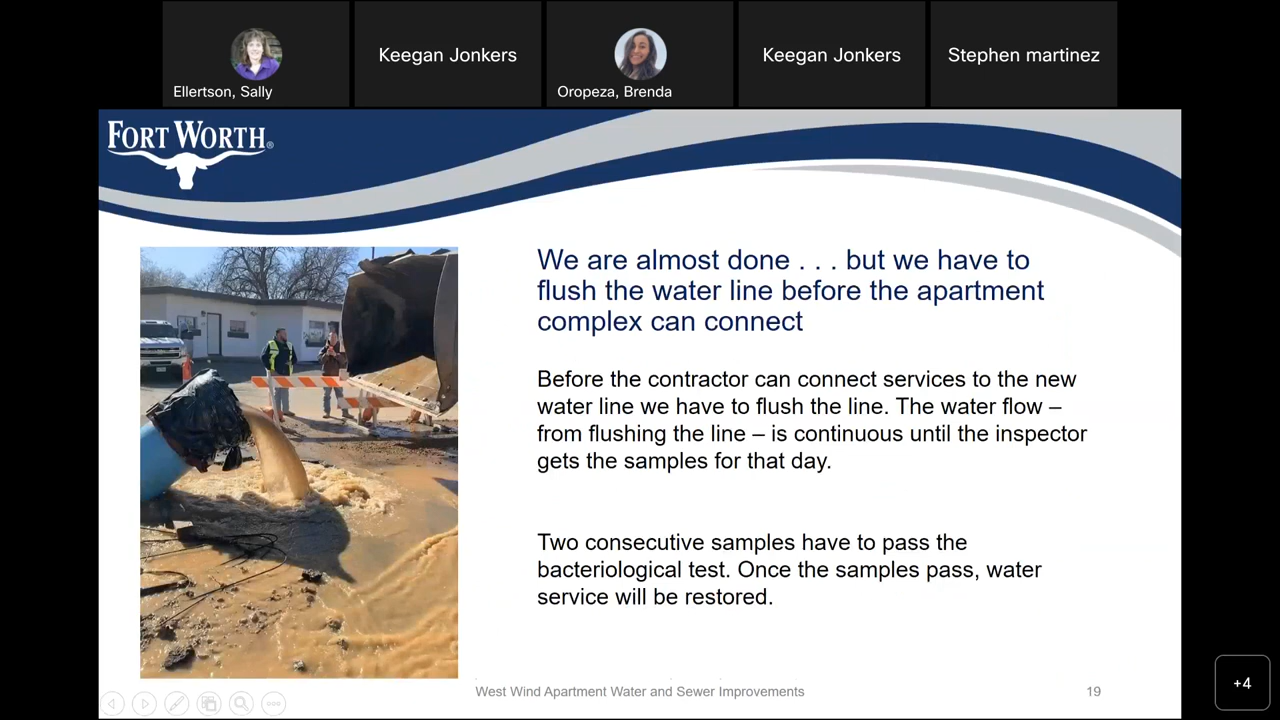 Keegan Jonkers
Keegan Jonkers
Stephen martinez
Ellertson, Sally
Oropeza, Brenda
FORT WORTH®
We are almost done . . . but we have to
flush the water line before the apartment
complex can connect
Before the contractor can connect services to the new
water line we have to flush the line. The water flow –
from flushing the line – is continuous until the inspector
gets the samples for that day.
Two consecutive samples have to pass the
bacteriological test. Once the samples pass, water
service will be restored.
West Wind Apartment Water and Sewer Improvements
19
+4